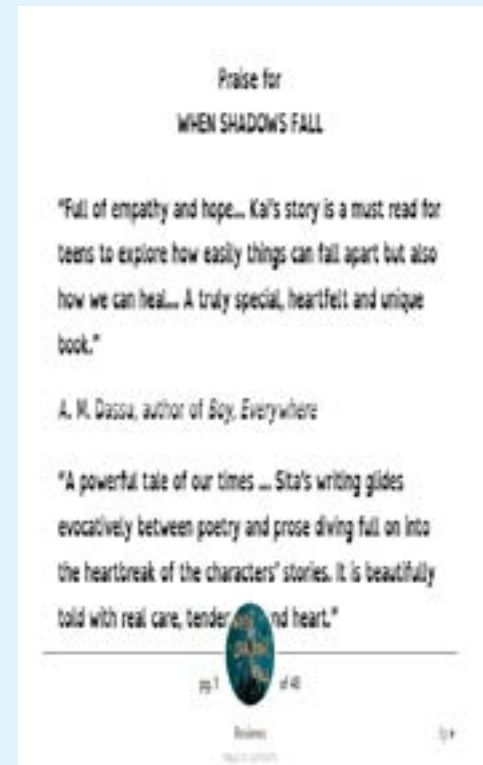 Praise for
WHEN SHADOWS FALL
"Full of empathy and hope... Kai's story is a must read for
teens to explore how easily things can fall apart but also
how we can heal... A truly special, heartfelt and unique
book."
A. M. Dassu, author of Boy, Everywhere
"A powerful tale of our times ... Sita's writing glides
evocatively between poetry and prose diving full on into
the heartbreak of the characters' stories. It is beautifully
told with real care, tender nd heart."
pg. 1 of 40
Reviews